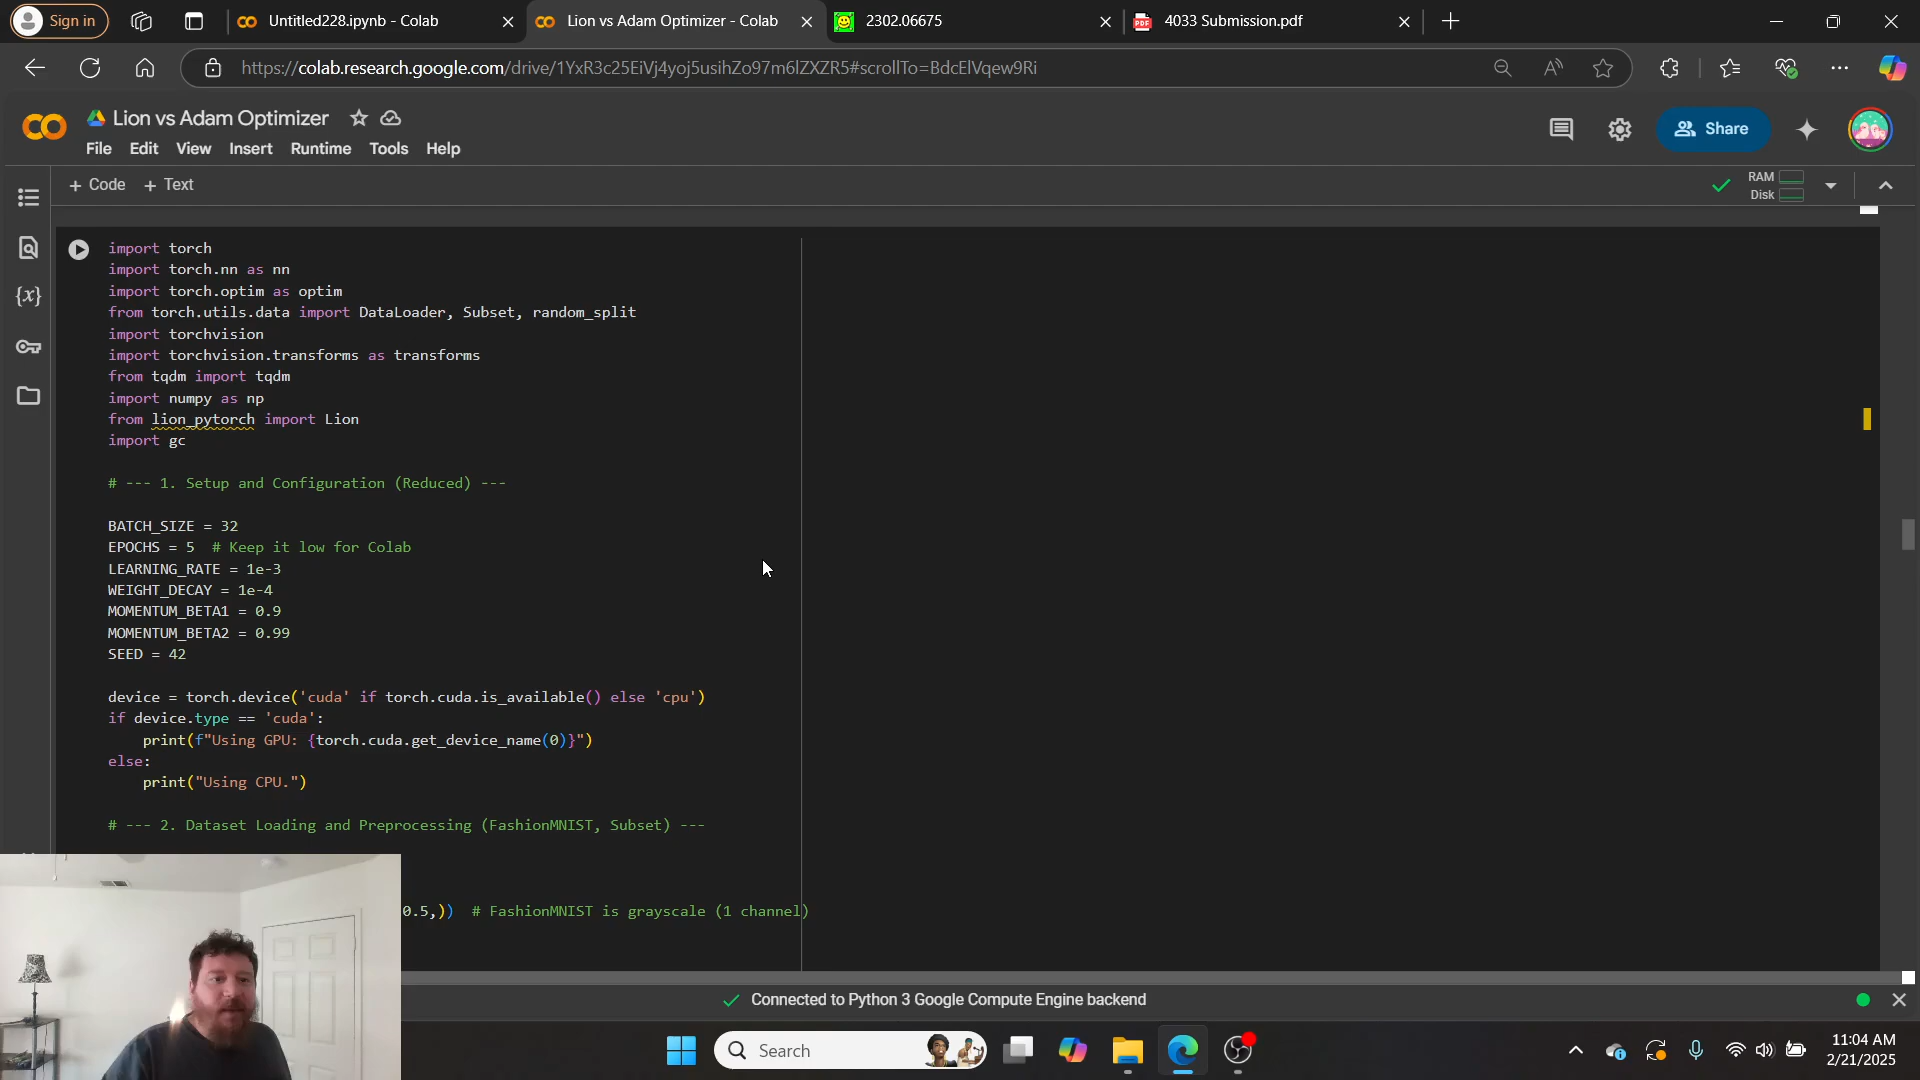 Sign in
Untitled228.ipynb - Colab
Lion vs Adam Optimizer - Colab
2302.06675
4033 Submission.pdf
https://colab.research.google.com/drive/1YxR3c25EiVj4yoj5usihZo97m6lZXZR5#scrollTo=BdcElVqew9Ri
Lion vs Adam Optimizer
File Edit View Insert Runtime Tools Help
Share
+ Code + Text
RAM
Disk
import torch
import torch.nn as nn
import torch.optim as optim
from torch.utils.data import DataLoader, Subset, random_split
import torchvision
import torchvision.transforms as transforms
from tqdm import tqdm
import numpy as np
from lion_pytorch import Lion
import gc
# --- 1. Setup and Configuration (Reduced) ---
BATCH_SIZE = 32
EPOCHS = 5  # Keep it low for Colab
LEARNING_RATE = 1e-3
WEIGHT_DECAY = 1e-4
MOMENTUM_BETA1 = 0.9
MOMENTUM_BETA2 = 0.99
SEED = 42
device = torch.device('cuda' if torch.cuda.is_available() else 'cpu')
if device.type == 'cuda':
    print(f"Using GPU: {torch.cuda.get_device_name(0)}")
else:
    print("Using CPU.")
# --- 2. Dataset Loading and Preprocessing (FashionMNIST, Subset) ---
0.5,))  # FashionMNIST is grayscale (1 channel)
Connected to Python 3 Google Compute Engine backend
Search
11:04 AM
2/21/2025